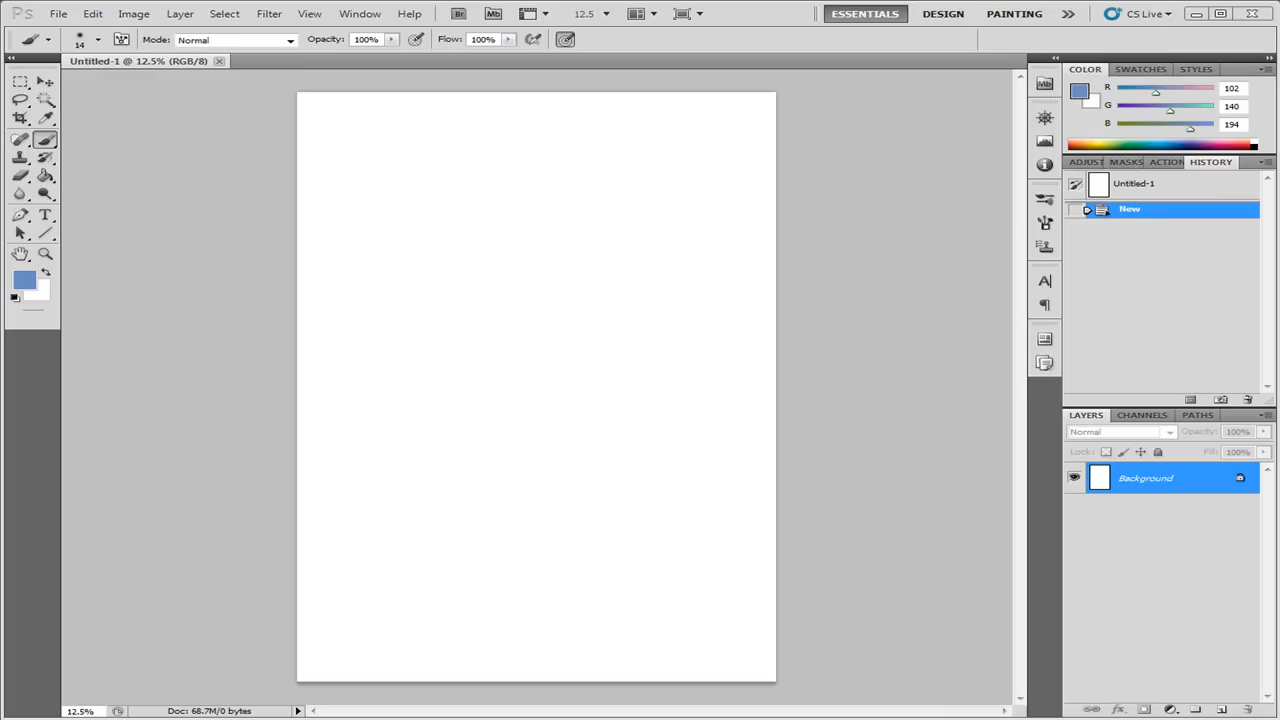 Ps File Edit Image Layer Select Filter View Window Help Br Mb 12.5 ESSENTIALS DESIGN PAINTING CS Live
14 Mode: Normal Opacity: 100% Flow: 100%
Untitled-1 @ 12.5% (RGB/8)
COLOR SWATCHES STYLES
R 102
G 140
B 194
ADJUST MASKS ACTION HISTORY
Untitled-1
New
LAYERS CHANNELS PATHS
Normal Opacity: 100%
Lock: Fill: 100%
Background
Mb
T
A
12.5% Doc: 68.7M/0 bytes
fx